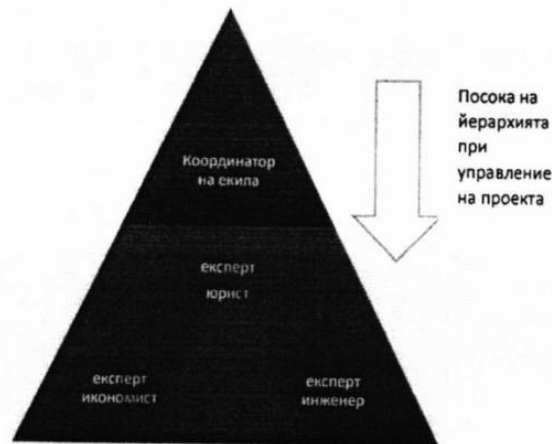 Координатор
на екипа
Посока на
йерархията
при
управление
на проекта
експерт
юрист
експерт
икономист
експерт
инженер